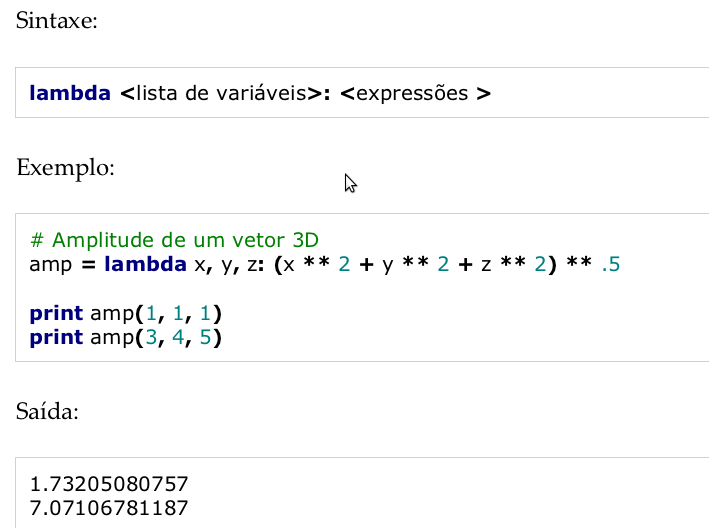 Sintaxe:
lambda <lista de variáveis>: <expressões >
Exemplo:
# Amplitude de um vetor 3D
amp = lambda x, y, z: (x ** 2 + y ** 2 + z ** 2) ** .5
print amp(1, 1, 1)
print amp(3, 4, 5)
Saída:
1.73205080757
7.07106781187